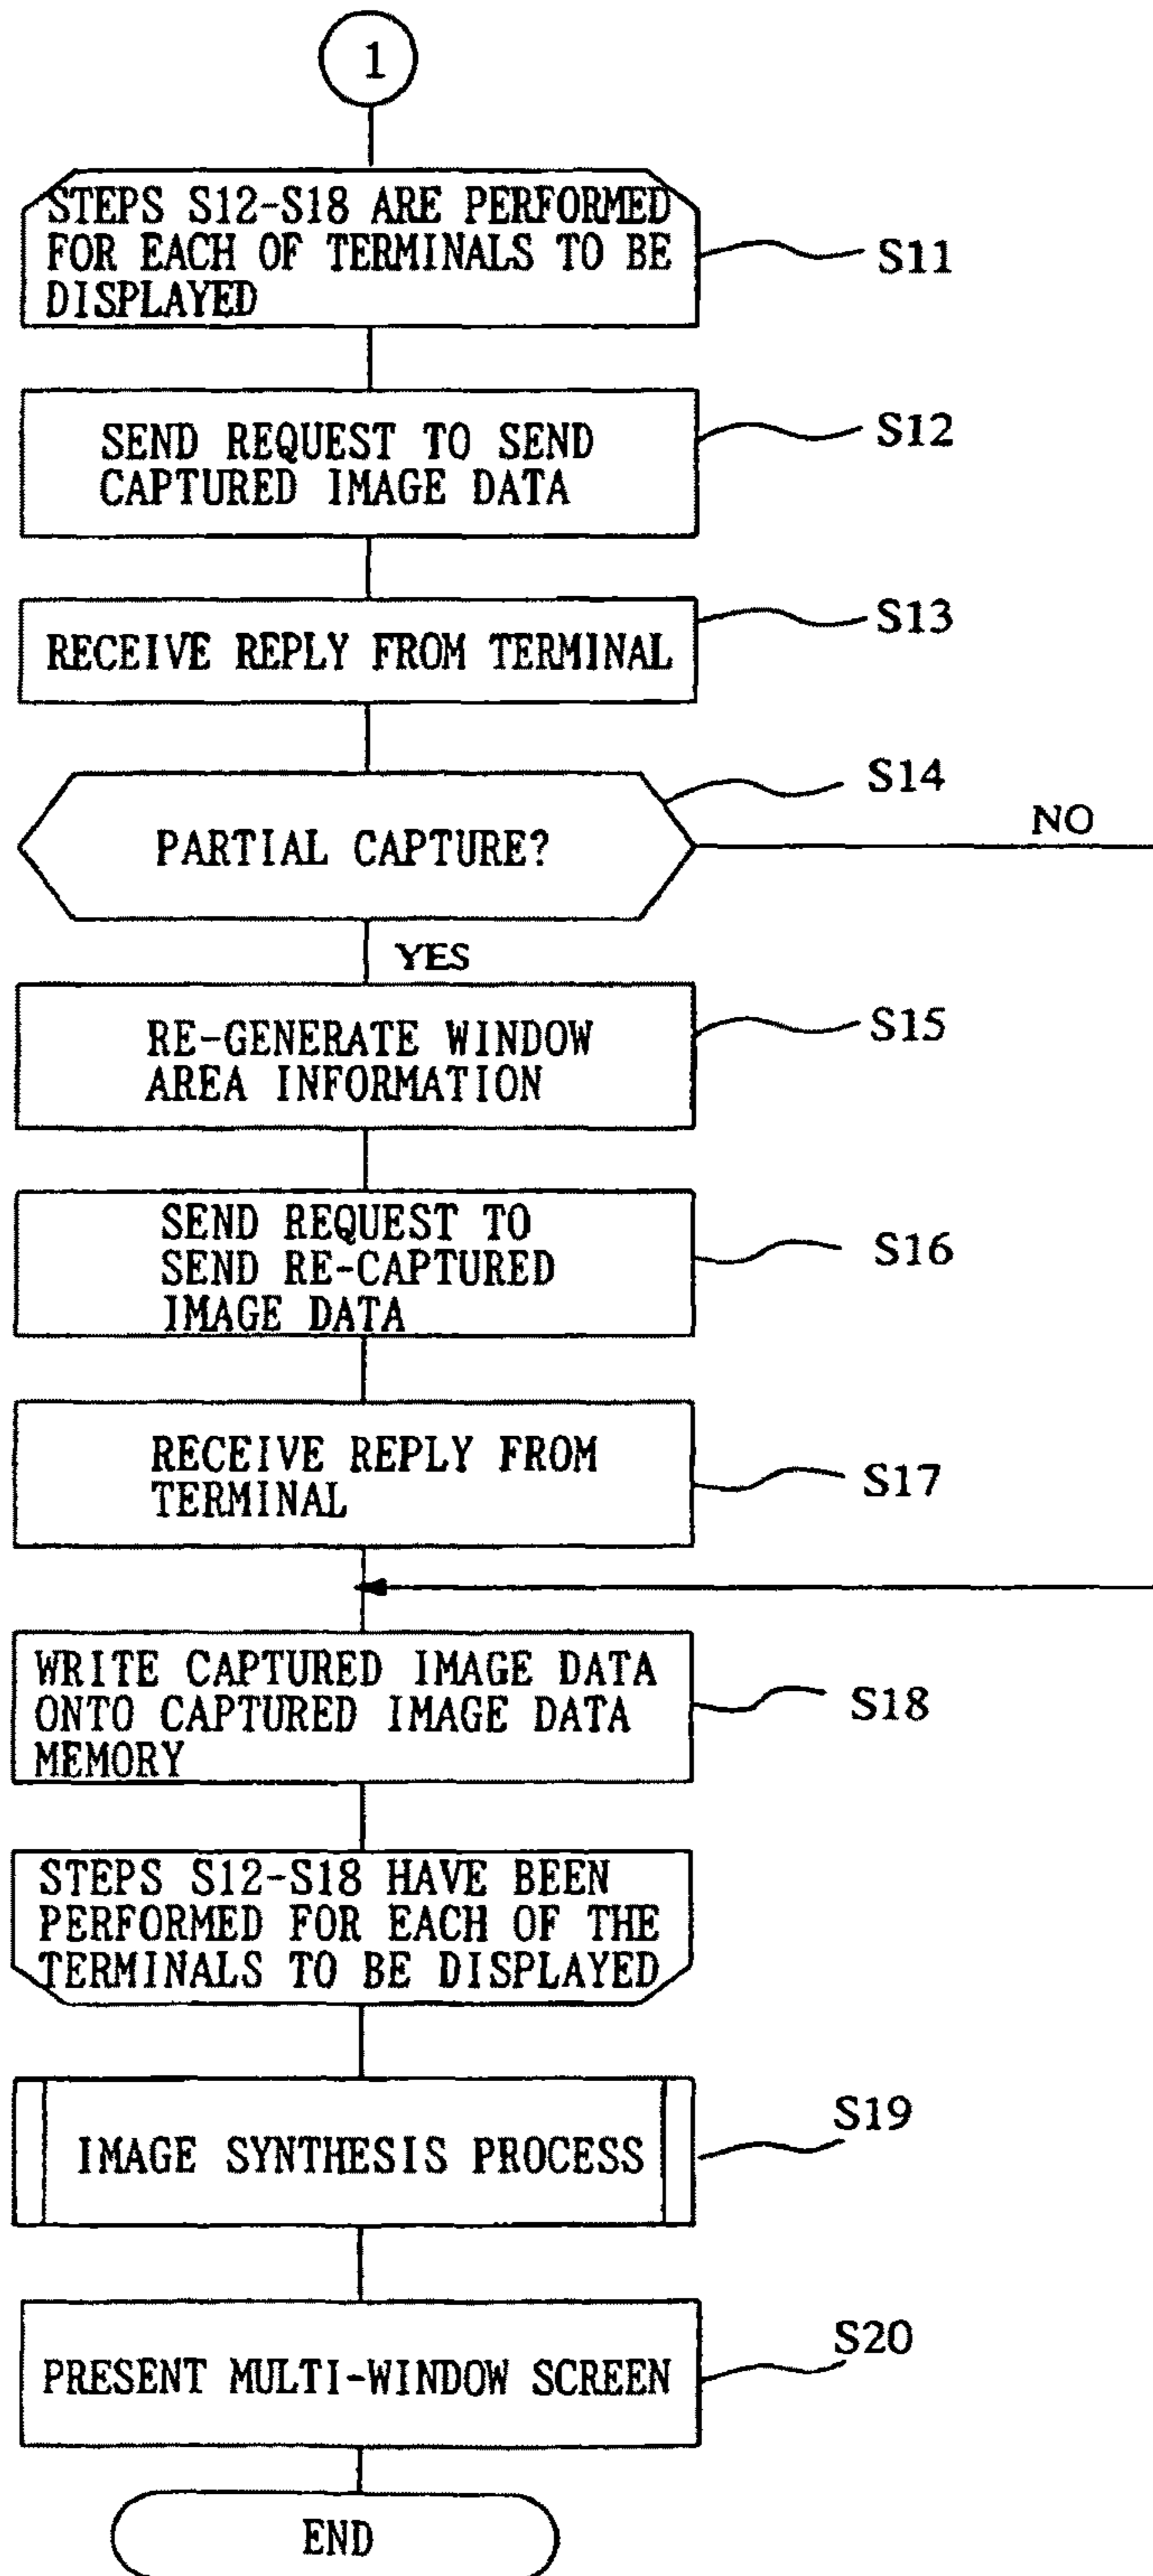 1
STEPS S12-S18 ARE PERFORMED
FOR EACH OF TERMINALS TO BE
DISPLAYED
S11
SEND REQUEST TO SEND
CAPTURED IMAGE DATA
S12
RECEIVE REPLY FROM TERMINAL
S13
PARTIAL CAPTURE?
S14
NO
YES
RE-GENERATE WINDOW
AREA INFORMATION
S15
SEND REQUEST TO
SEND RE-CAPTURED
IMAGE DATA
S16
RECEIVE REPLY FROM
TERMINAL
S17
WRITE CAPTURED IMAGE DATA
ONTO CAPTURED IMAGE DATA
MEMORY
S18
STEPS S12-S18 HAVE BEEN
PERFORMED FOR EACH OF THE
TERMINALS TO BE DISPLAYED
IMAGE SYNTHESIS PROCESS
S19
PRESENT MULTI-WINDOW SCREEN
S20
END